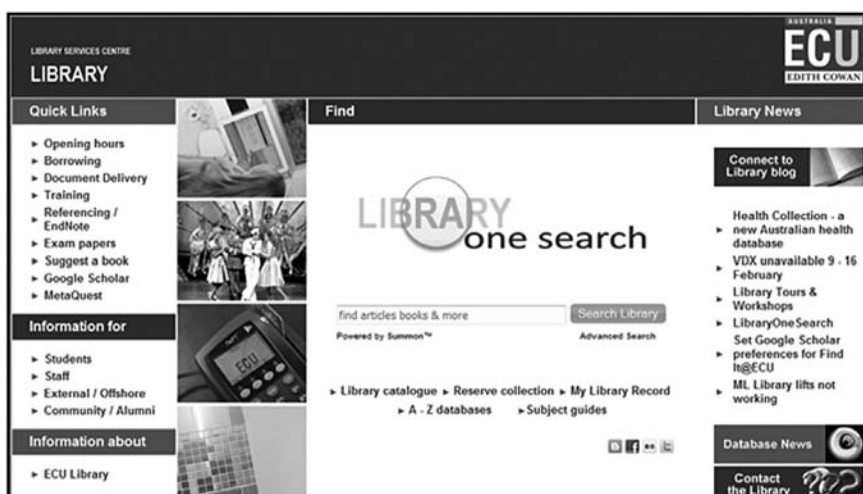 LIBRARY SERVICES CENTRE
LIBRARY
AUSTRALIA
ECU
EDITH COWAN
Quick Links
Opening hours
Borrowing
Document Delivery
Training
Referencing /
EndNote
Exam papers
Suggest a book
Google Scholar
MetaQuest
Information for
Students
Staff
External / Offshore
Community / Alumni
Information about
ECU Library
ECU
Find
LIBRARY
one search
find articles books & more
Search Library
Powered by Summon™
Advanced Search
Library catalogue
Reserve collection
My Library Record
A - Z databases
Subject guides
Library News
Connect to
Library blog
Health Collection - a
new Australian health
database
VDX unavailable 9 - 16
February
Library Tours &
Workshops
LibraryOneSearch
Set Google Scholar
preferences for Find
It@ECU
ML Library lifts not
working
Database News
Contact
the Library